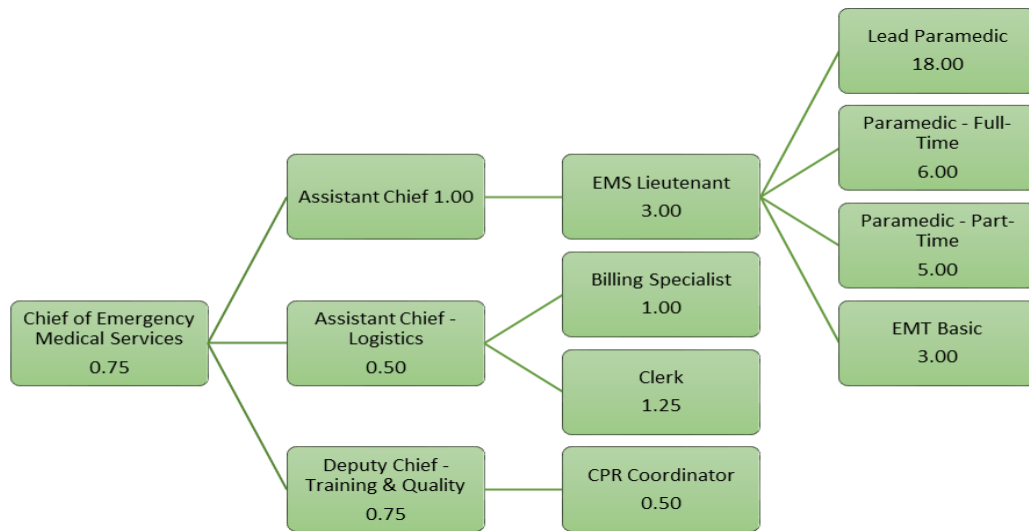 Chief of Emergency
Medical Services
0.75
Assistant Chief 1.00
Assistant Chief -
Logistics
0.50
Deputy Chief -
Training & Quality
0.75
EMS Lieutenant
3.00
Billing Specialist
1.00
Clerk
1.25
CPR Coordinator
0.50
Lead Paramedic
18.00
Paramedic - Full-
Time
6.00
Paramedic - Part-
Time
5.00
EMT Basic
3.00